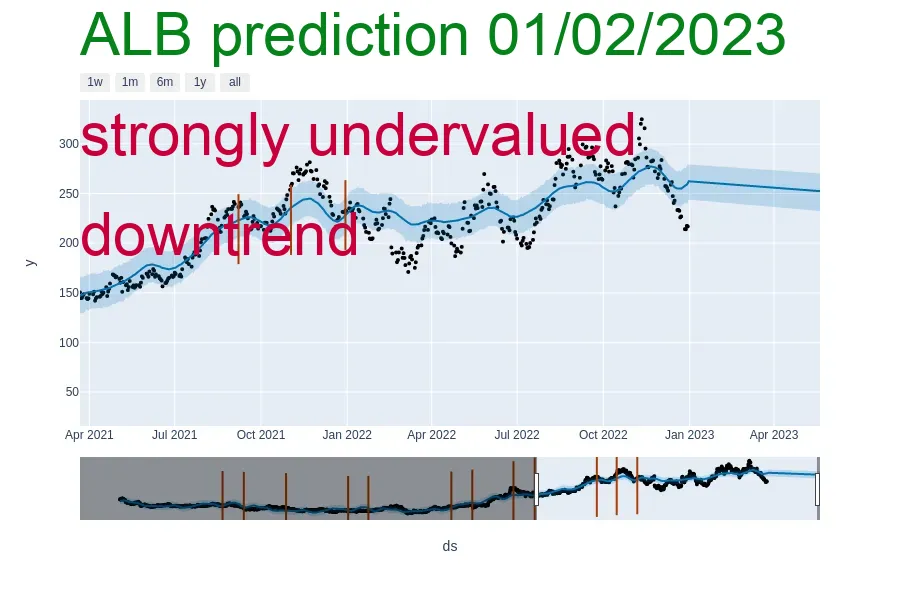 ALB prediction 01/02/2023
1w 1m 6m 1y all
strongly undervalued
downtrend
300
250
200
150
100
50
y
Apr 2021 Jul 2021 Oct 2021 Jan 2022 Apr 2022 Jul 2022 Oct 2022 Jan 2023 Apr 2023
ds